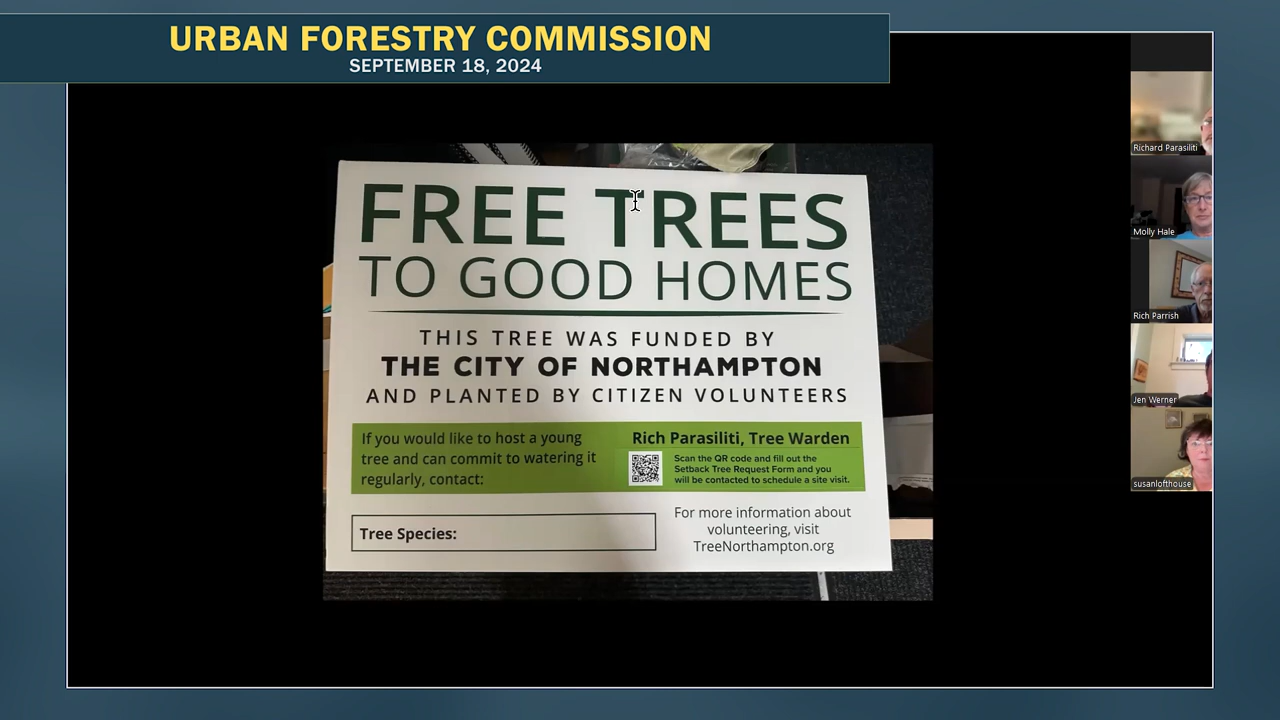 URBAN FORESTRY COMMISSION
SEPTEMBER 18, 2024
FREE TREES
TO GOOD HOMES
THIS TREE WAS FUNDED BY
THE CITY OF NORTHAMPTON
AND PLANTED BY CITIZEN VOLUNTEERS
If you would like to host a young
tree and can commit to watering it
regularly, contact:
Rich Parasiliti, Tree Warden
Scan the QR code and fill out the
Setback Tree Request Form and you
will be contacted to schedule a site visit.
Tree Species:
For more information about
volunteering, visit
TreeNorthampton.org
Richard Parasiliti
Molly Hale
Rich Parrish
Jen Werner
susanlofthouse